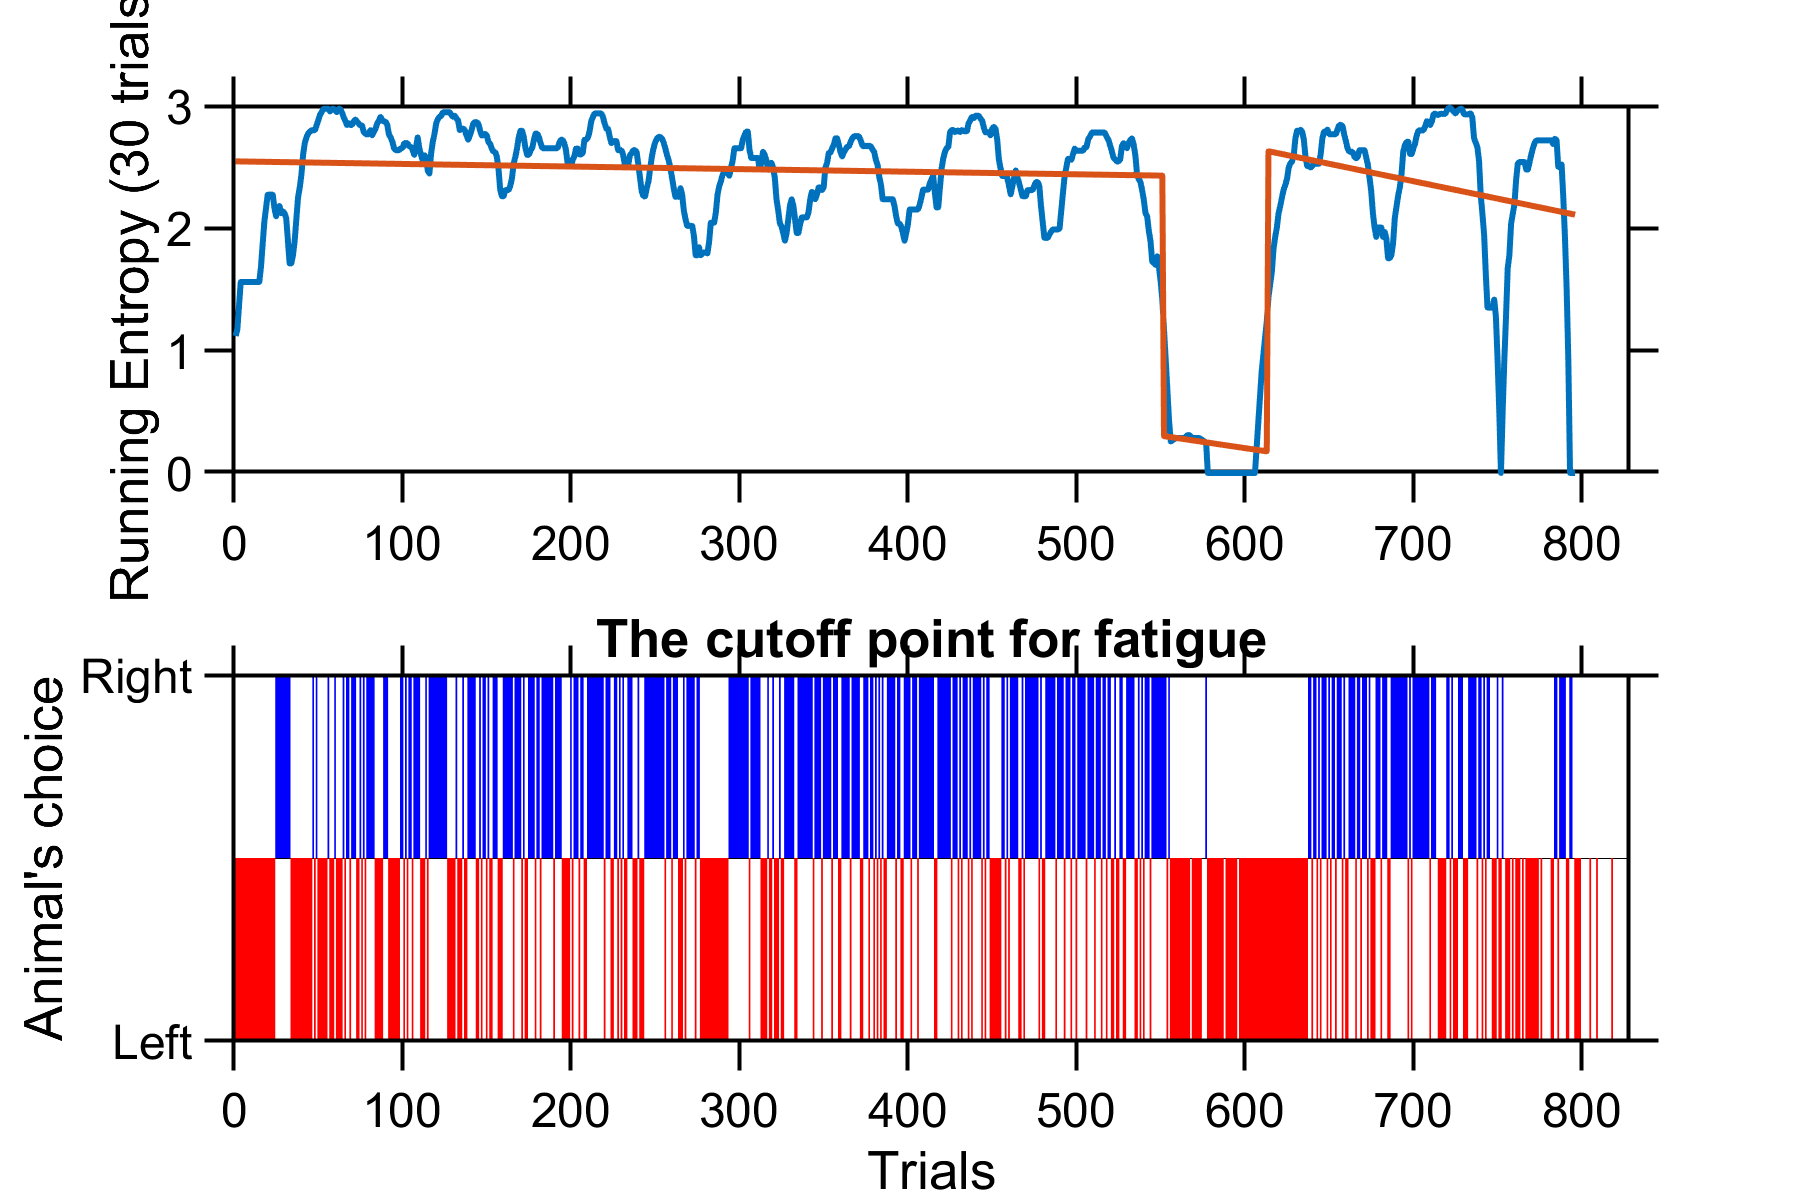 Running Entropy (30 trials
3
2
1
0
0 100 200 300 400 500 600 700 800
The cutoff point for fatigue
Animal's choice
Right
Left
0 100 200 300 400 500 600 700 800
Trials